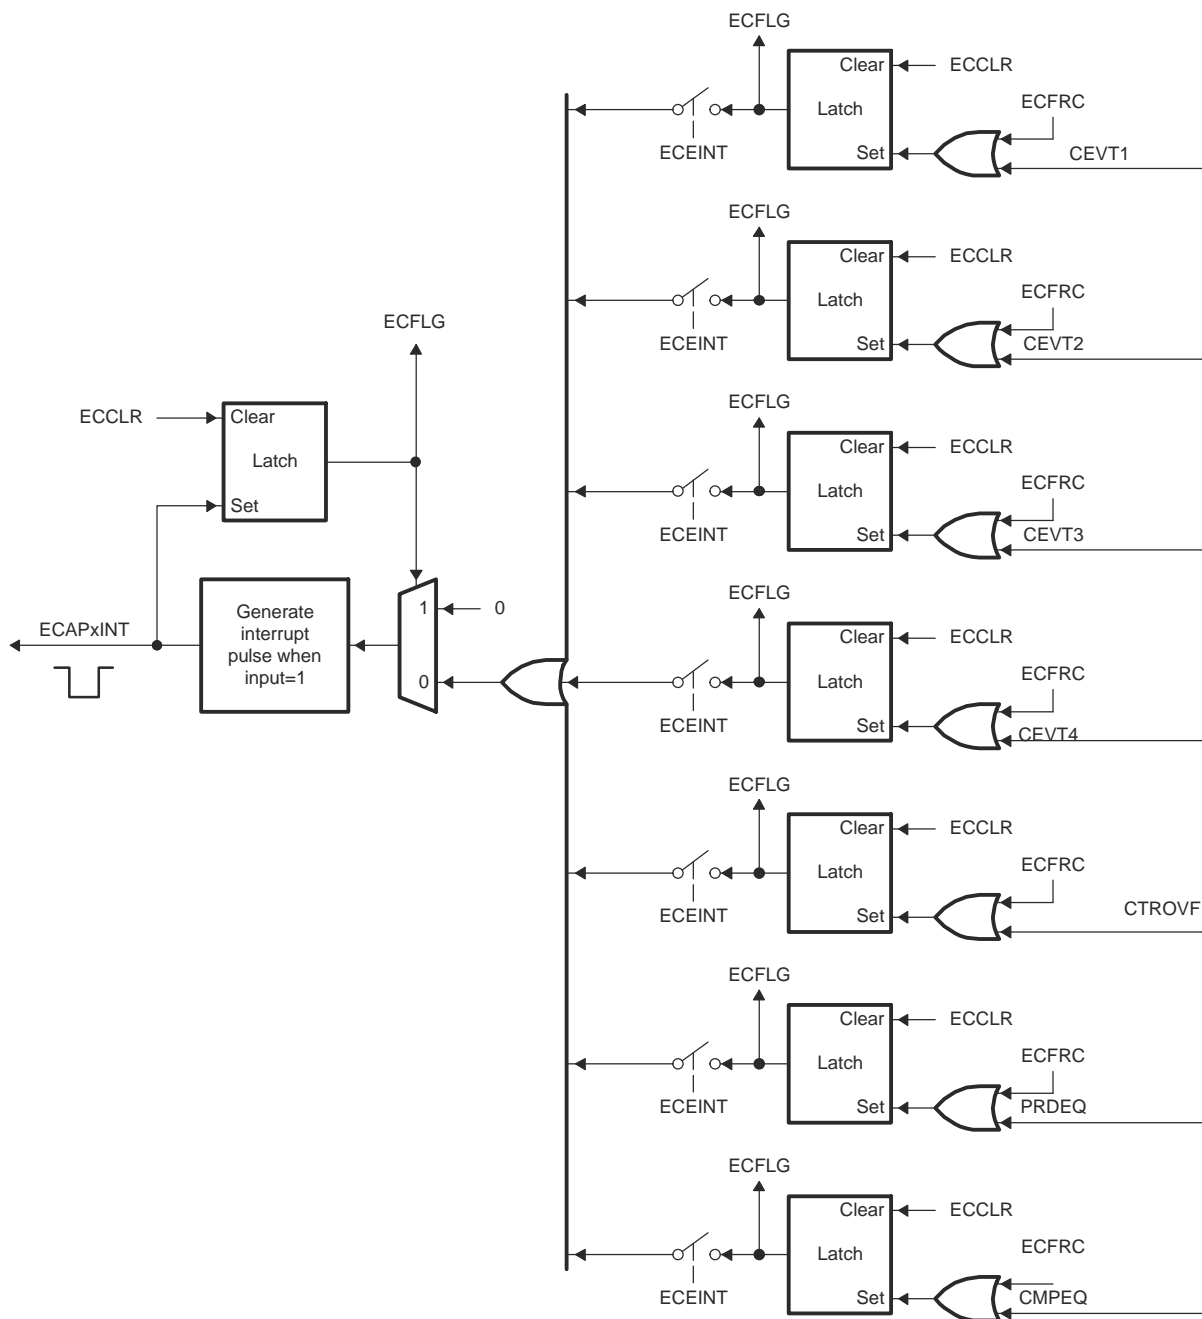 ECFLG
Clear
ECCLR
Latch
ECFRC
ECEINT
Set
CEVT1
ECFLG
Clear
ECCLR
Latch
ECFRC
ECEINT
Set
CEVT2
ECFLG
ECCLR
Clear
Latch
Set
ECFLG
Clear
ECCLR
Latch
ECFRC
ECEINT
Set
CEVT3
ECAPxINT
Generate
interrupt
pulse when
input=1
1
0
0
ECFLG
Clear
ECCLR
Latch
ECFRC
ECEINT
Set
CEVT4
ECFLG
Clear
ECCLR
Latch
ECFRC
ECEINT
Set
CTROVF
ECFLG
Clear
ECCLR
Latch
ECFRC
ECEINT
Set
PRDEQ
ECFLG
Clear
ECCLR
Latch
ECFRC
ECEINT
Set
CMPEQ